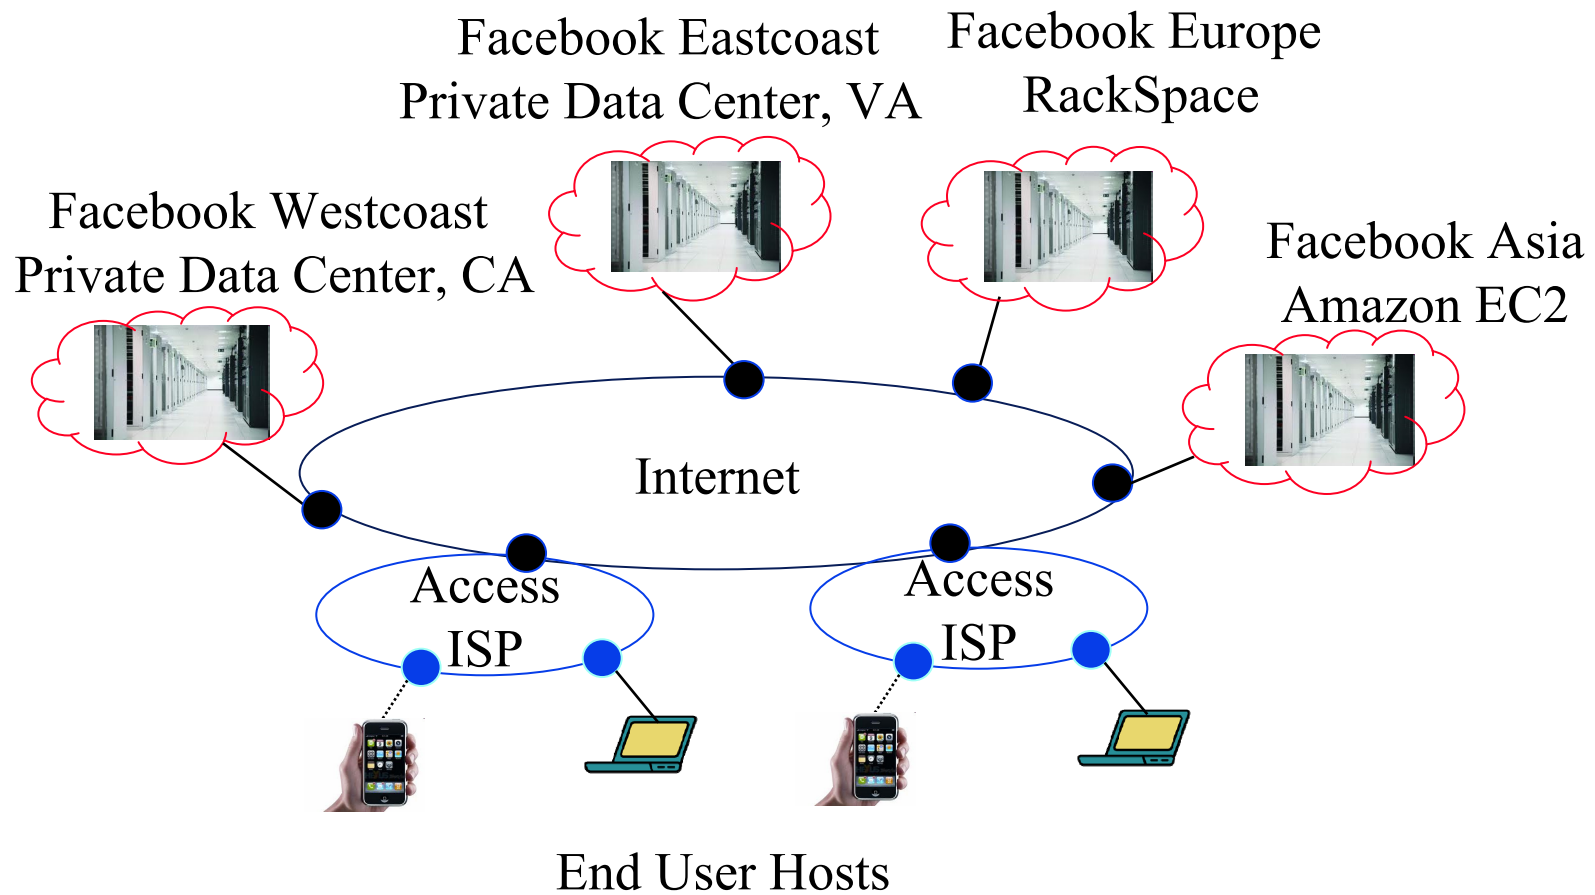 Facebook Eastcoast
Private Data Center, VA
Facebook Europe
RackSpace
Facebook Westcoast
Private Data Center, CA
Facebook Asia
Amazon EC2
Internet
Access
ISP
Access
ISP
End User Hosts